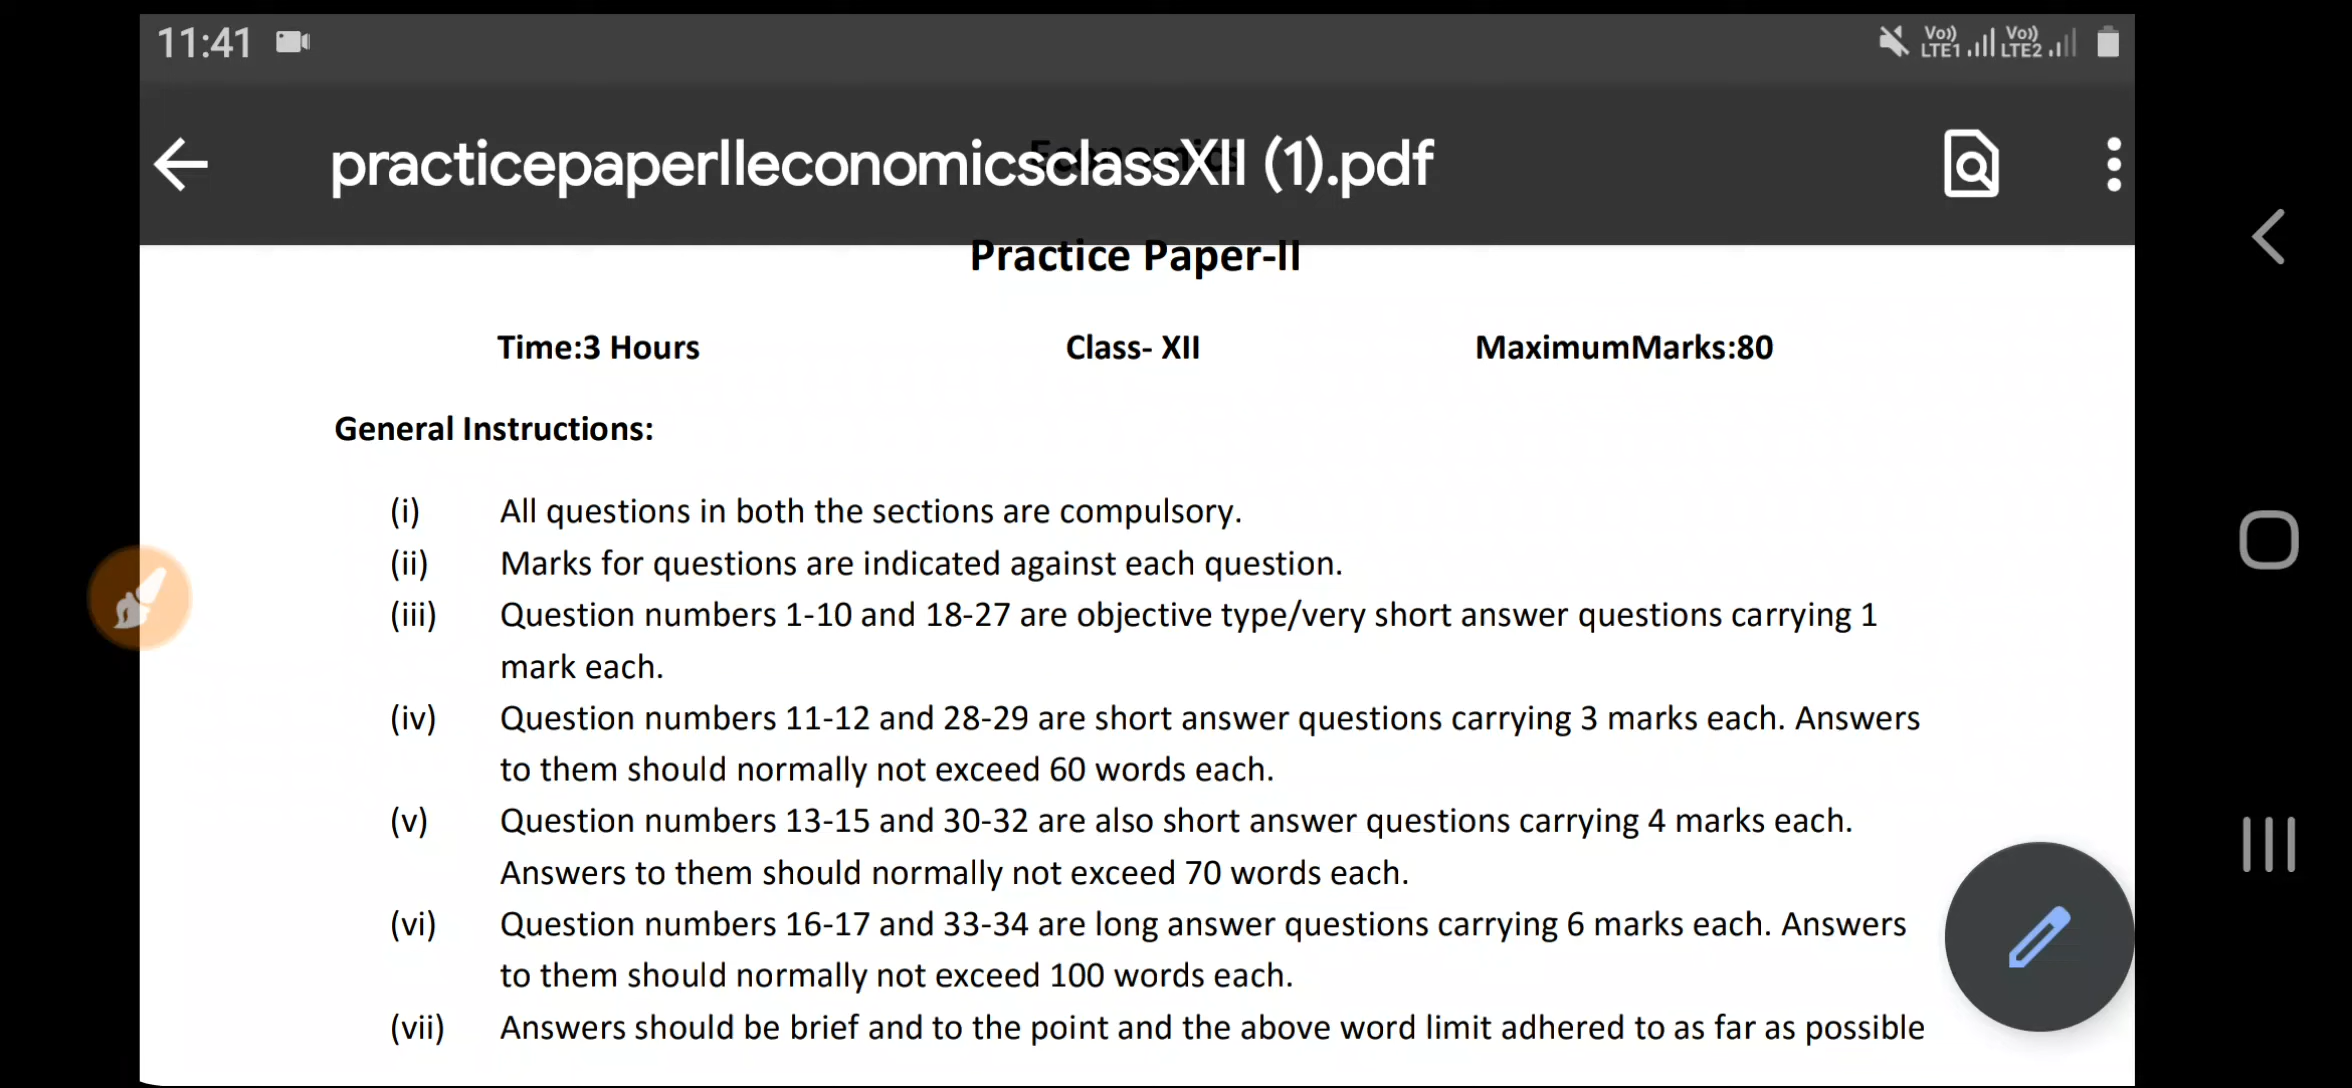 11:41
Vo)) LTE1 Vo)) LTE2
practicepaperIIeconomicsclassXII (1).pdf
Economics
Practice Paper-II
Time:3 Hours Class- XII MaximumMarks:80
General Instructions:
(i) All questions in both the sections are compulsory.
(ii) Marks for questions are indicated against each question.
(iii) Question numbers 1-10 and 18-27 are objective type/very short answer questions carrying 1
mark each.
(iv) Question numbers 11-12 and 28-29 are short answer questions carrying 3 marks each. Answers
to them should normally not exceed 60 words each.
(v) Question numbers 13-15 and 30-32 are also short answer questions carrying 4 marks each.
Answers to them should normally not exceed 70 words each.
(vi) Question numbers 16-17 and 33-34 are long answer questions carrying 6 marks each. Answers
to them should normally not exceed 100 words each.
(vii) Answers should be brief and to the point and the above word limit adhered to as far as possible